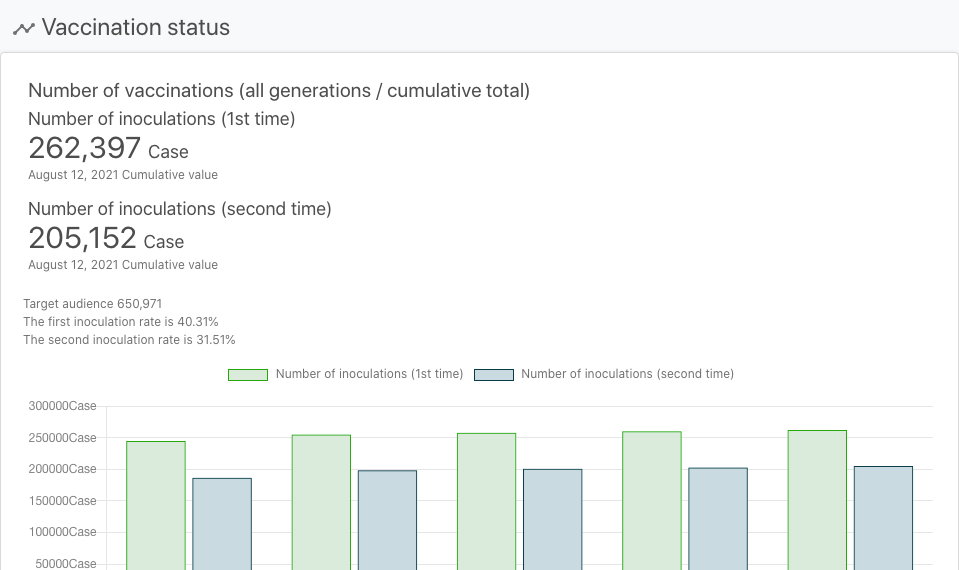 Vaccination status
Number of vaccinations (all generations / cumulative total)
Number of inoculations (1st time)
262,397 Case
August 12, 2021 Cumulative value
Number of inoculations (second time)
205,152 Case
August 12, 2021 Cumulative value
Target audience 650,971
The first inoculation rate is 40.31%
The second inoculation rate is 31.51%
Number of inoculations (1st time) Number of inoculations (second time)
300000Case
250000Case
200000Case
150000Case
100000Case
50000Case